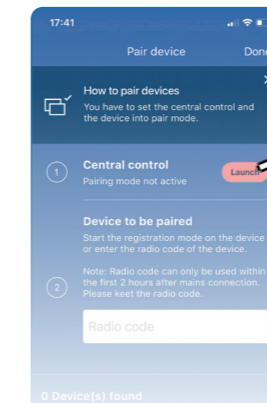 17:41
Pair device
Done
How to pair devices
You have to set the central control and
the device into pair mode.
1
Central control
Pairing mode not active
Launch
Device to be paired
Start the registration mode on the device
or enter the radio code of the device.
2
Note: Radio code can only be used within
the first 2 hours after mains connection.
Please keet the radio code.
Radio code
0 Device(s) found